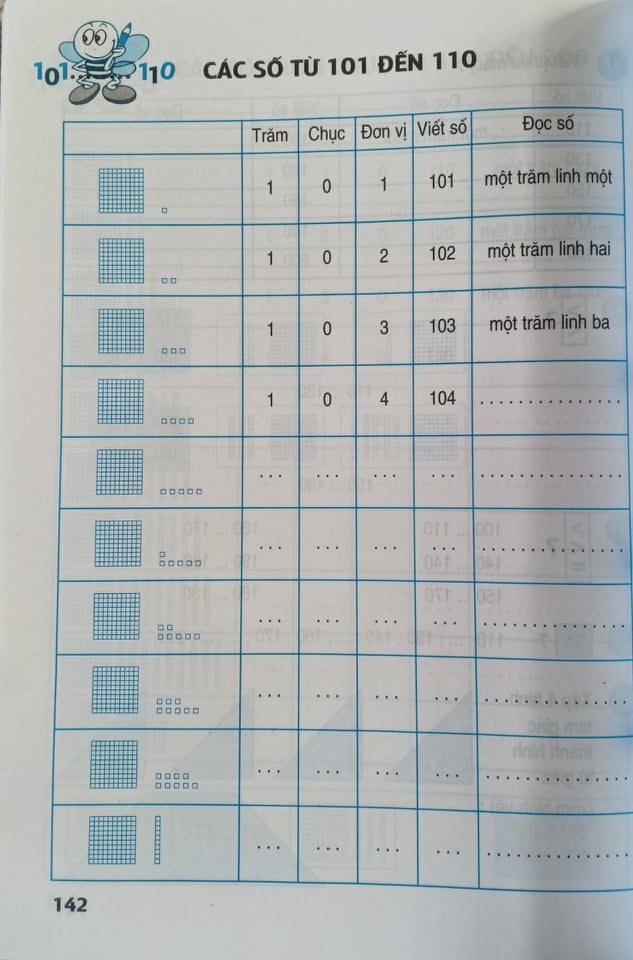 101...110
CÁC SỐ TỪ 101 ĐẾN 110
Trăm Chục Đơn vị Viết số Đọc số
1 0 1 101 một trăm linh một
1 0 2 102 một trăm linh hai
1 0 3 103 một trăm linh ba
1 0 4 104 ................
... ... ... ... ................
... ... ... ... ................
... ... ... ... ................
... ... ... ... ................
... ... ... ... ................
... ... ... ... ................
142